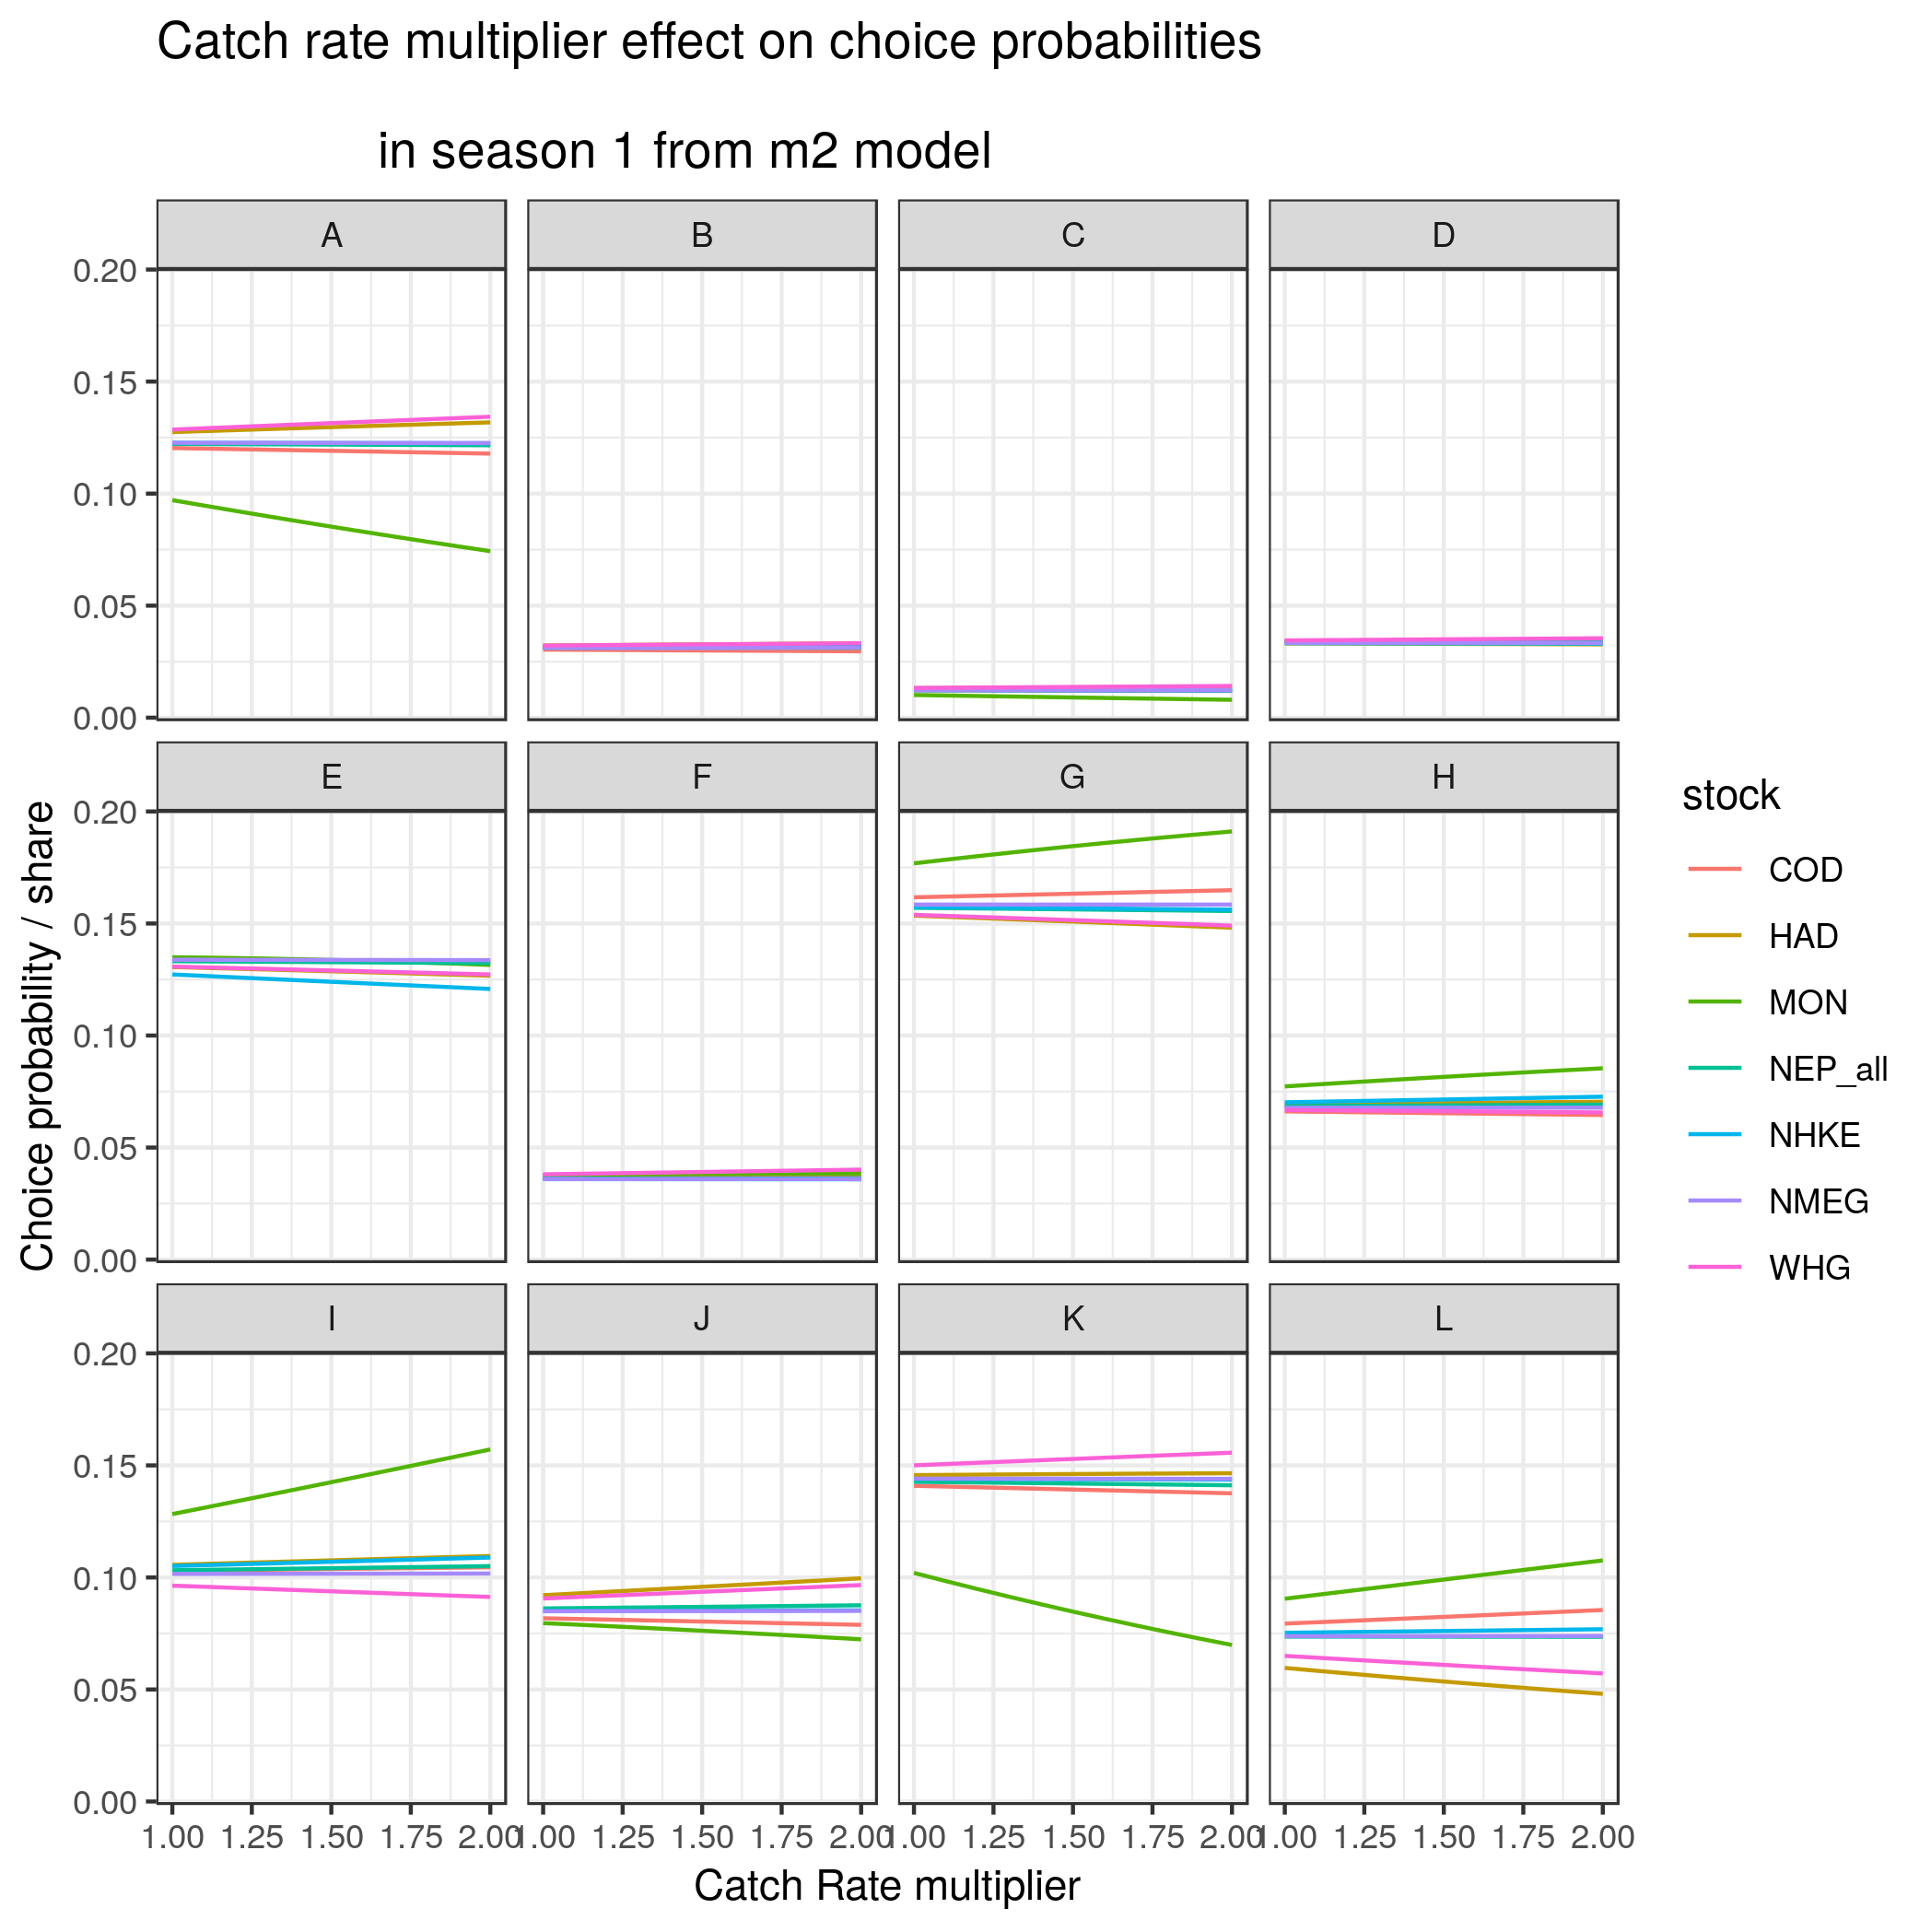 Catch rate multiplier effect on choice probabilities
in season 1 from m2 model
A B C D
0.20
0.15
0.10
0.05
0.00
E F G H
0.20
0.15
0.10
0.05
0.00
I J K L
0.20
0.15
0.10
0.05
0.00
1.00 1.25 1.50 1.75 2.00 1.00 1.25 1.50 1.75 2.00 1.00 1.25 1.50 1.75 2.00 1.00 1.25 1.50 1.75 2.00
Catch Rate multiplier
Choice probability / share
stock
COD
HAD
MON
NEP_all
NHKE
NMEG
WHG